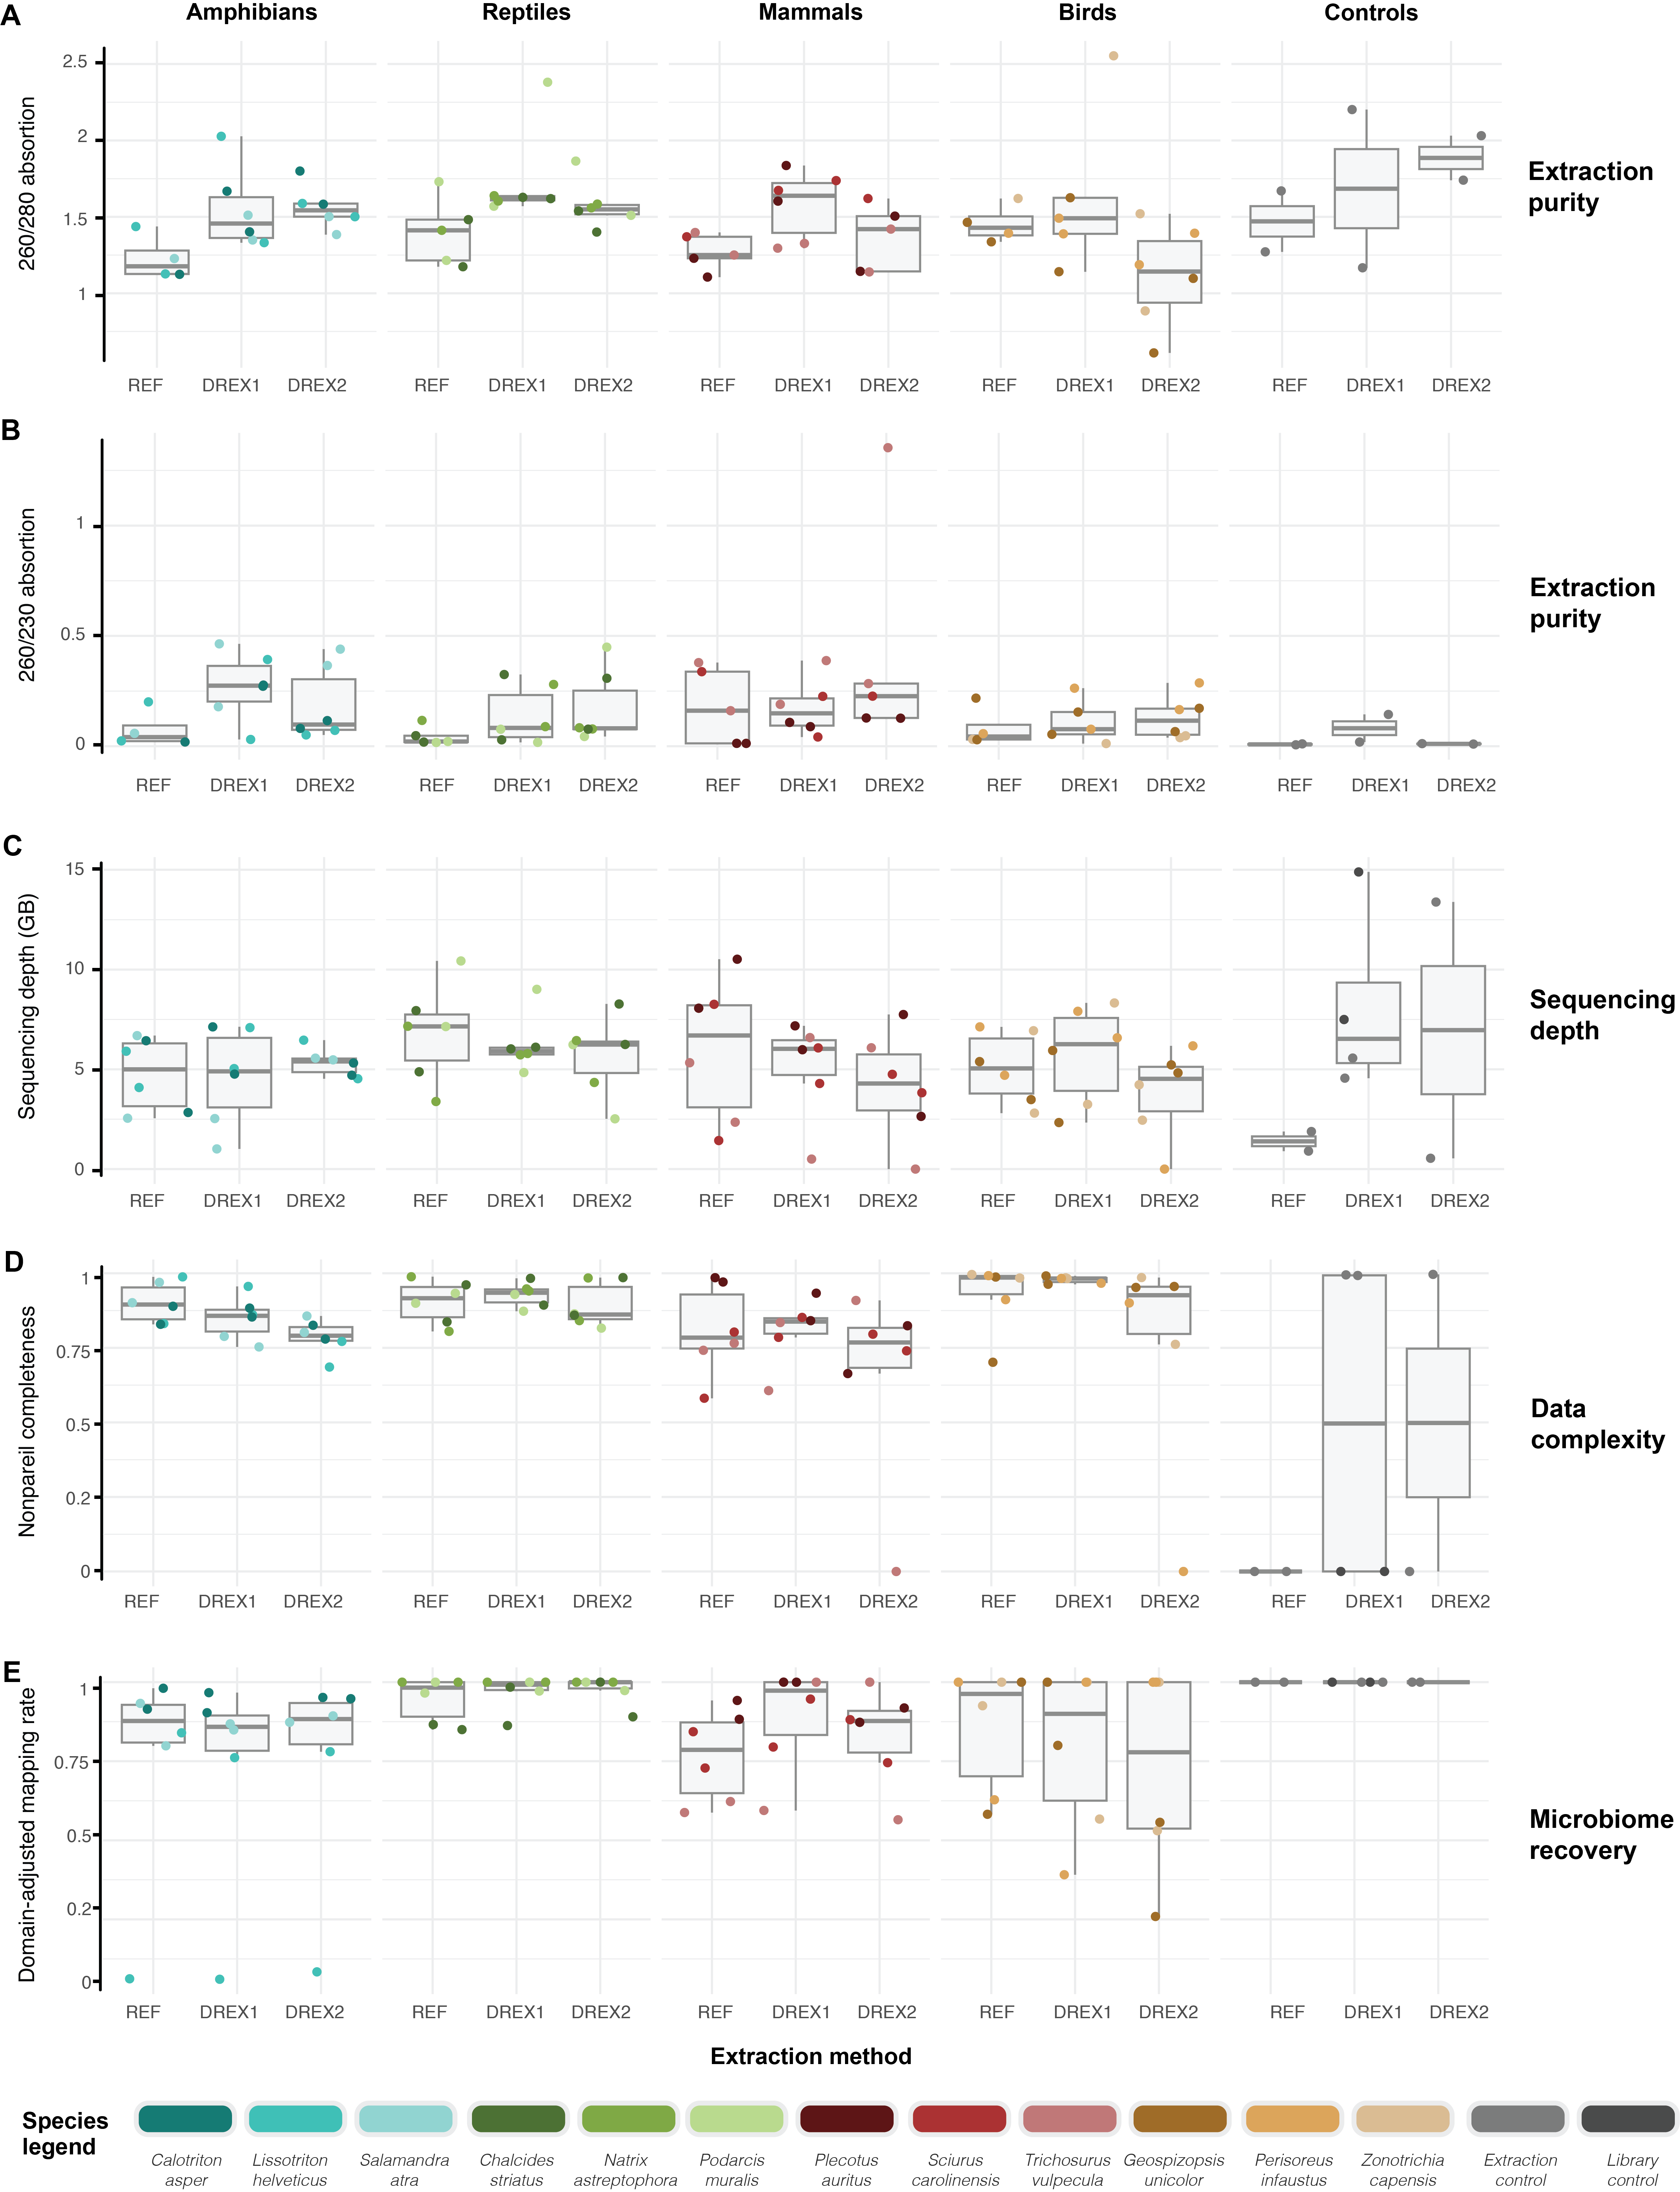 A
Amphibians Reptiles Mammals Birds Controls
260/280 absortion
2.5
2
1.5
1
Extraction
purity
REF DREX1 DREX2 REF DREX1 DREX2 REF DREX1 DREX2 REF DREX1 DREX2 REF DREX1 DREX2
B
260/230 absortion
1
0.5
0
Extraction
purity
REF DREX1 DREX2 REF DREX1 DREX2 REF DREX1 DREX2 REF DREX1 DREX2 REF DREX1 DREX2
C
Sequencing depth (GB)
15
10
5
0
Sequencing
depth
REF DREX1 DREX2 REF DREX1 DREX2 REF DREX1 DREX2 REF DREX1 DREX2 REF DREX1 DREX2
D
Nonpareil completeness
1
0.75
0.5
0.2
0
Data
complexity
REF DREX1 DREX2 REF DREX1 DREX2 REF DREX1 DREX2 REF DREX1 DREX2 REF DREX1 DREX2
E
Domain-adjusted mapping rate
1
0.75
0.5
0.2
0
Microbiome
recovery
REF DREX1 DREX2 REF DREX1 DREX2 REF DREX1 DREX2 REF DREX1 DREX2 REF DREX1 DREX2
Extraction method
Species
legend
Calotriton
asper
Lissotriton
helveticus
Salamandra
atra
Chalcides
striatus
Natrix
astreptophora
Podarcis
muralis
Plecotus
auritus
Sciurus
carolinensis
Trichosurus
vulpecula
Geospizopsis
unicolor
Perisoreus
infaustus
Zonotrichia
capensis
Extraction
control
Library
control